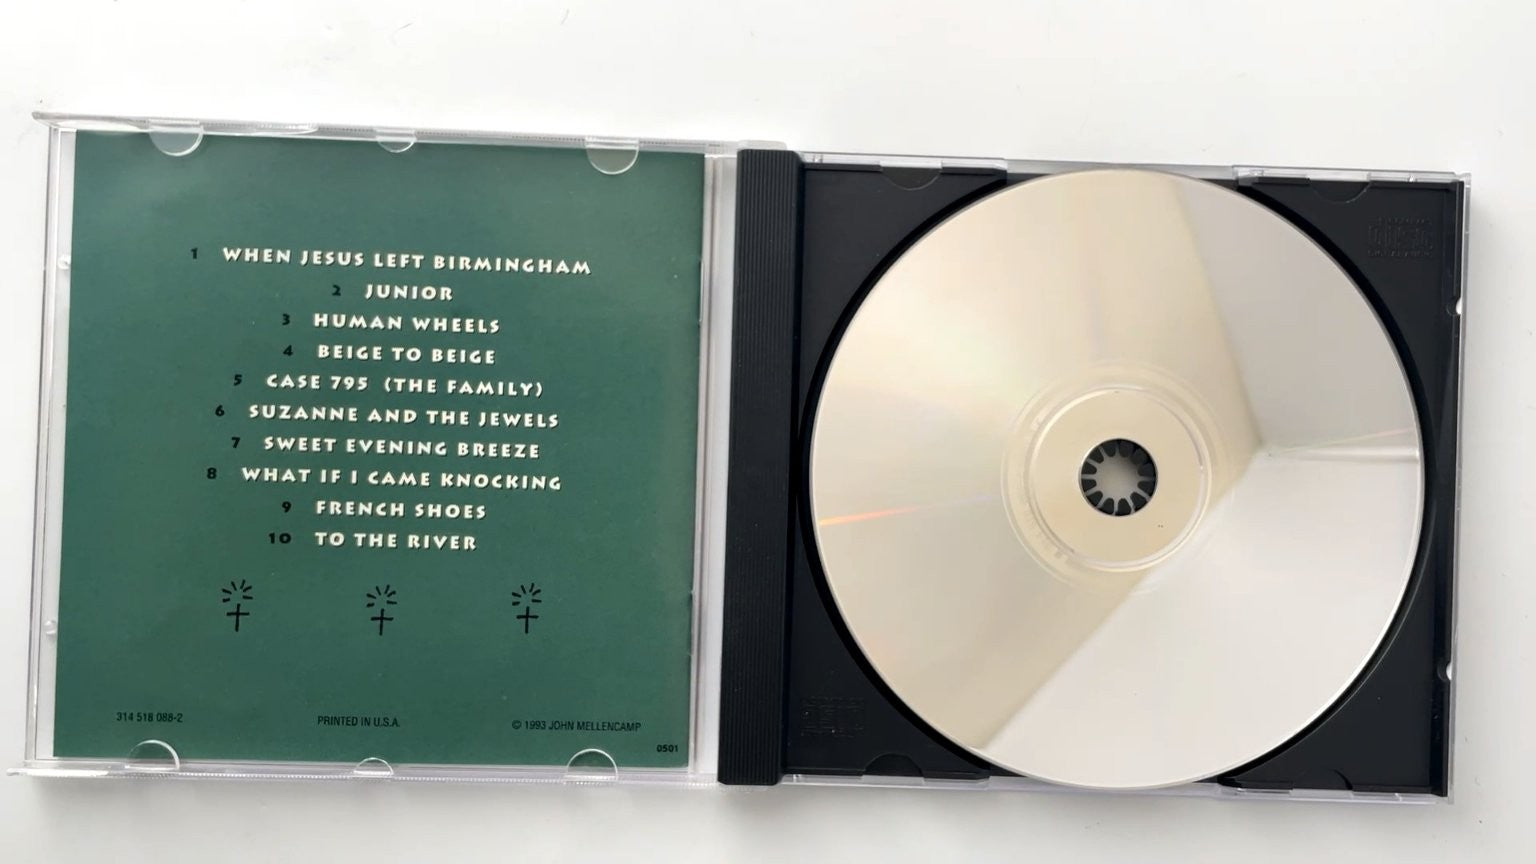 1 WHEN JESUS LEFT BIRMINGHAM
2 JUNIOR
3 HUMAN WHEELS
4 BEIGE TO BEIGE
5 CASE 795 (THE FAMILY)
6 SUZANNE AND THE JEWELS
7 SWEET EVENING BREEZE
8 WHAT IF I CAME KNOCKING
9 FRENCH SHOES
10 TO THE RIVER
314 518 088-2 PRINTED IN U.S.A. © 1993 JOHN MELLENCAMP
0501